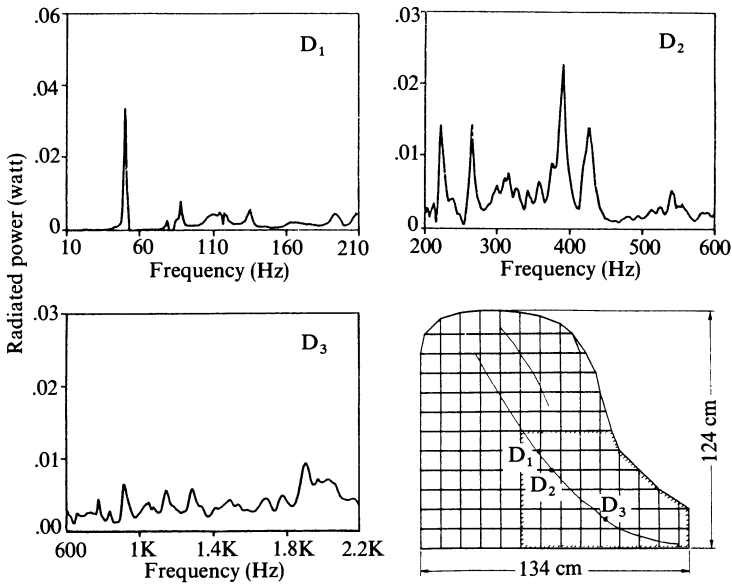 Radiated power (watt)
.06
.04
.02
0
D1
10 60 110 160 210
Frequency (Hz)
.03
.02
.01
0
D2
200 300 400 500 600
Frequency (Hz)
.03
.02
.01
.00
D3
600 1K 1.4K 1.8K 2.2K
Frequency (Hz)
D1
D2
D3
124 cm
134 cm